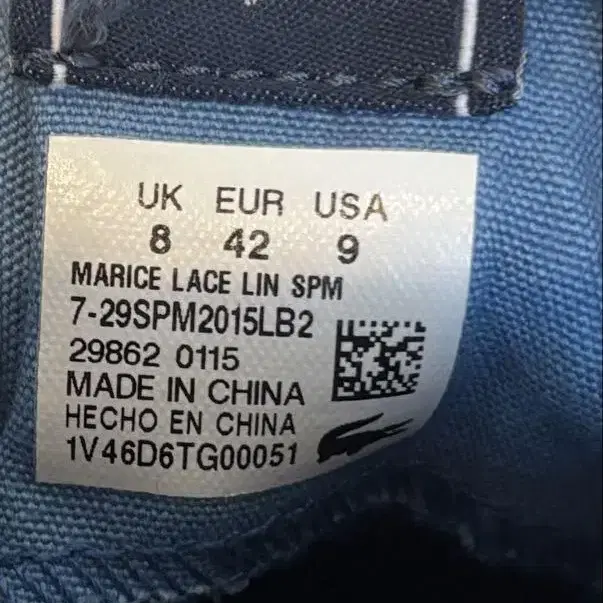 UK EUR USA
8 42 9
MARICE LACE LIN SPM
7-29SPM2015LB2
29862 0115
MADE IN CHINA
HECHO EN CHINA
1V46D6TG00051